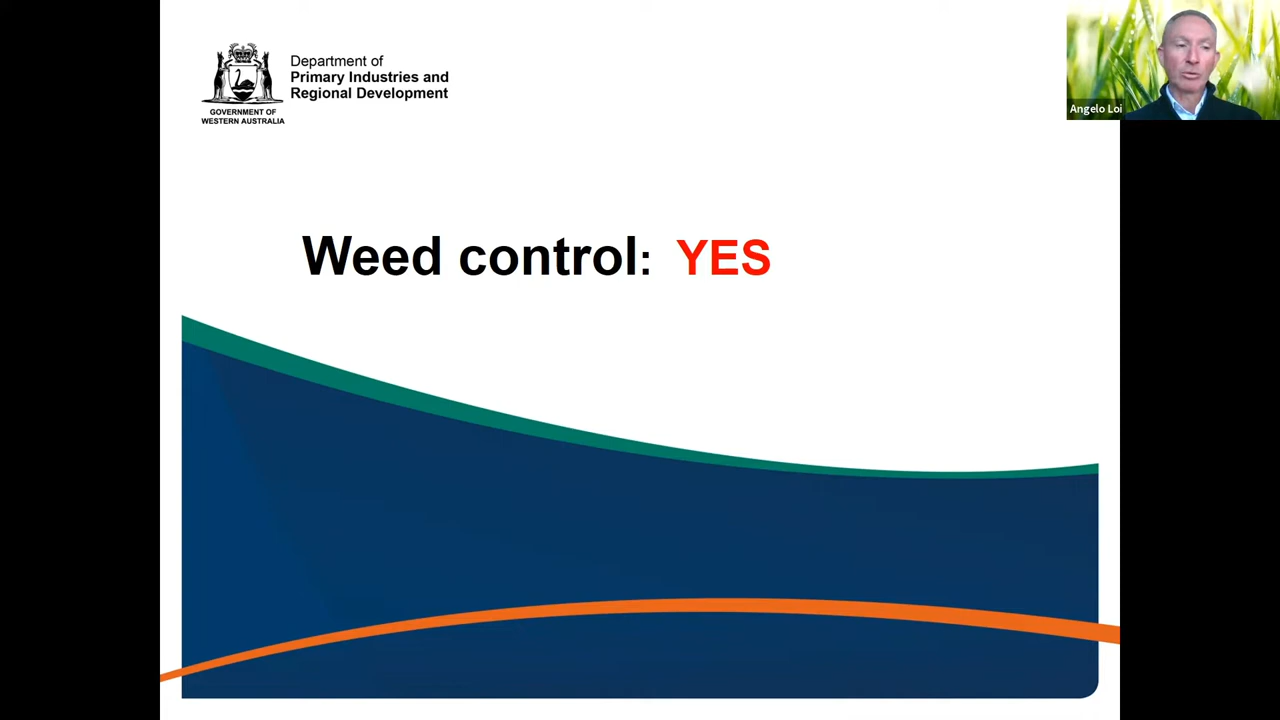 Department of
Primary Industries and
Regional Development
GOVERNMENT OF
WESTERN AUSTRALIA
Angelo Loi
Weed control: YES